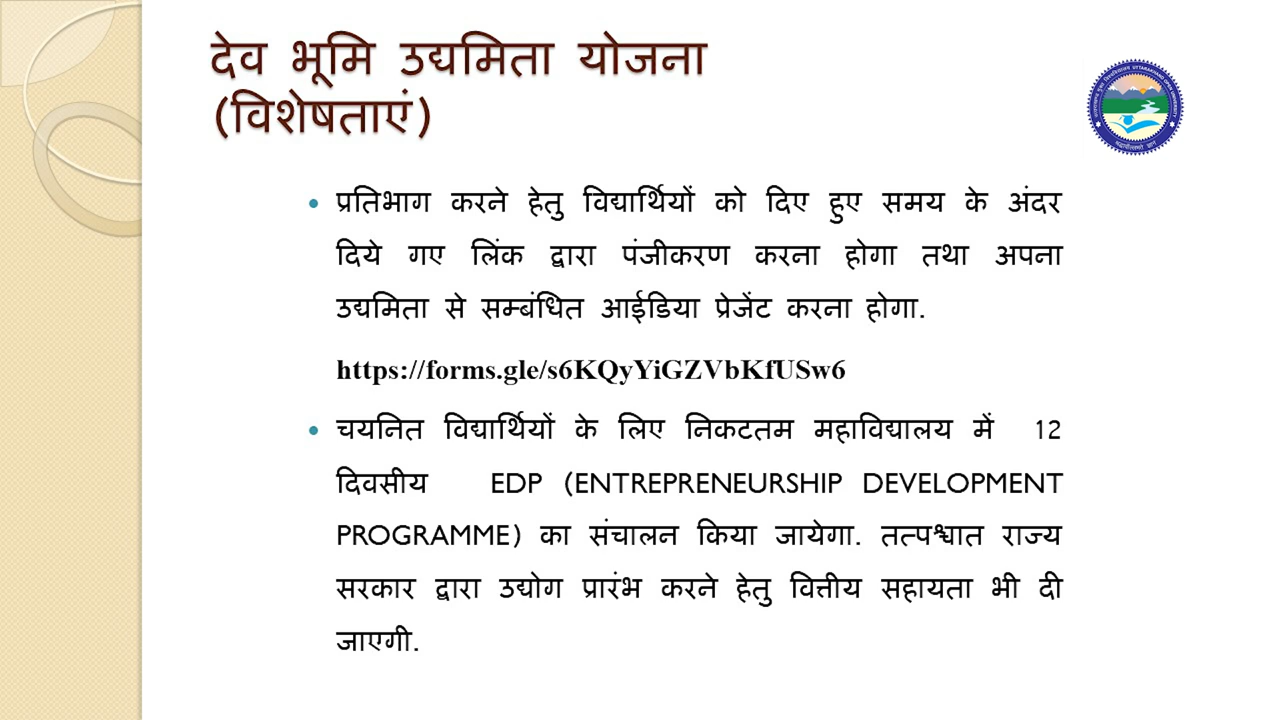 देव भूमि उद्यमिता योजना
(विशेषताएं)
• प्रतिभाग करने हेतु विद्यार्थियों को दिए हुए समय के अंदर
दिये गए लिंक द्वारा पंजीकरण करना होगा तथा अपना
उद्यमिता से सम्बंधित आईडिया प्रेजेंट करना होगा.
https://forms.gle/s6KQyYiGZVbKfUSw6
• चयनित विद्यार्थियों के लिए निकटतम महाविद्यालय में 12
दिवसीय EDP (ENTREPRENEURSHIP DEVELOPMENT
PROGRAMME) का संचालन किया जायेगा. तत्पश्चात राज्य
सरकार द्वारा उद्योग प्रारंभ करने हेतु वित्तीय सहायता भी दी
जाएगी.